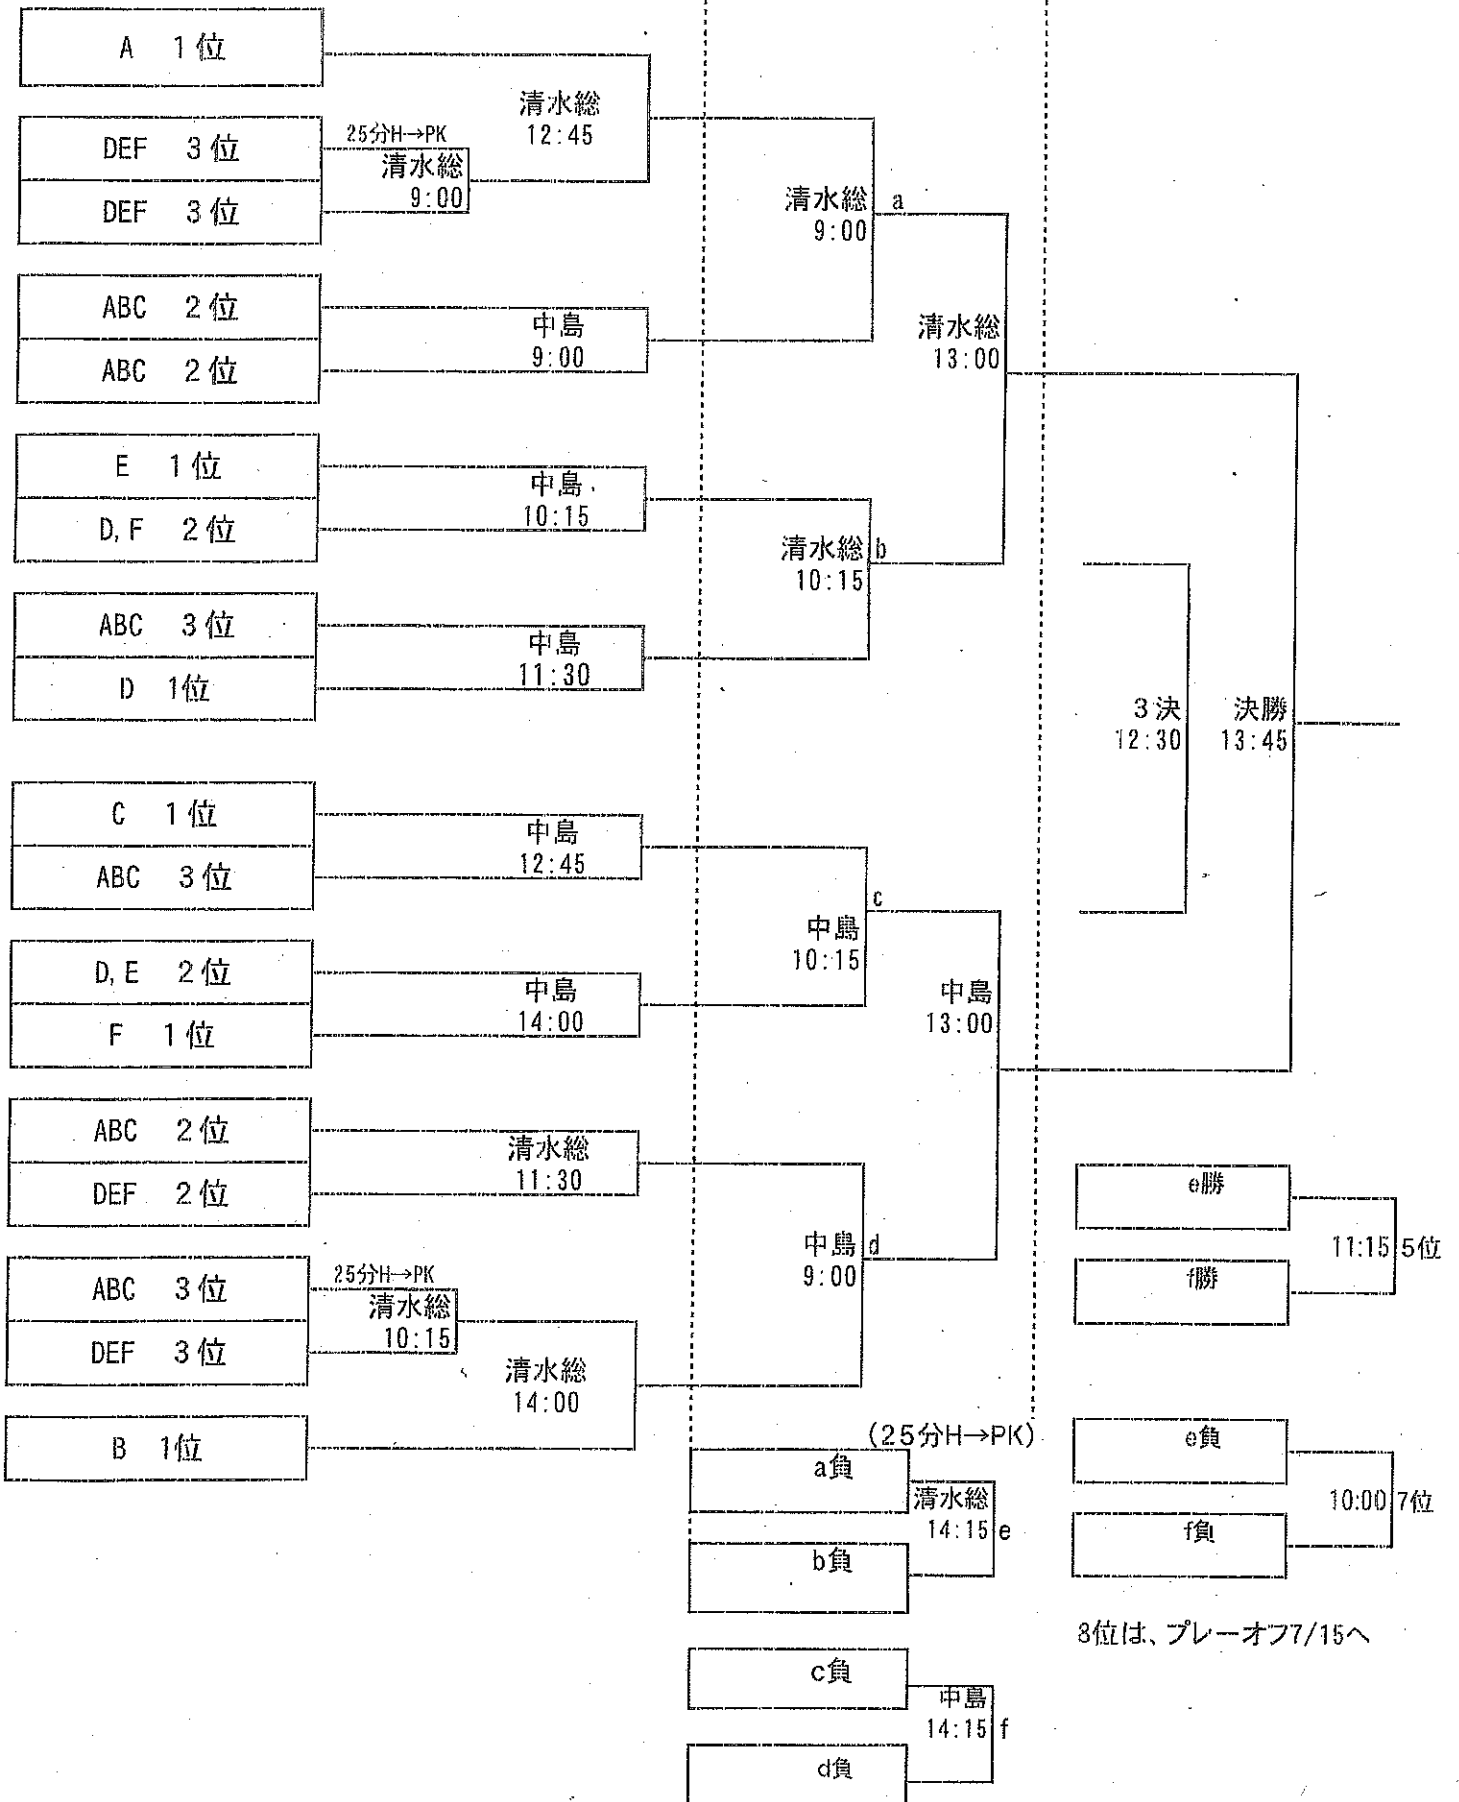 A 1位
清水総
12:45
DEF 3位
25分H→PK
清水総
9:00
DEF 3位
清水総
9:00
a
ABC 2位
中島
9:00
ABC 2位
清水総
13:00
E 1位
中島
10:15
D, F 2位
清水総
10:15
b
ABC 3位
中島
11:30
D 1位
3決
12:30
決勝
13:45
C 1位
中島
12:45
ABC 3位
c
中島
10:15
D, E 2位
中島
14:00
F 1位
中島
13:00
ABC 2位
清水総
11:30
DEF 2位
中島
9:00
d
ABC 3位
25分H→PK
清水総
10:15
DEF 3位
清水総
14:00
B 1位
e勝
11:15 5位
f勝
(25分H→PK)
a負
清水総
14:15 e
b負
e負
10:00 7位
f負
8位は、プレーオフ7/15へ
c負
中島
14:15 f
d負